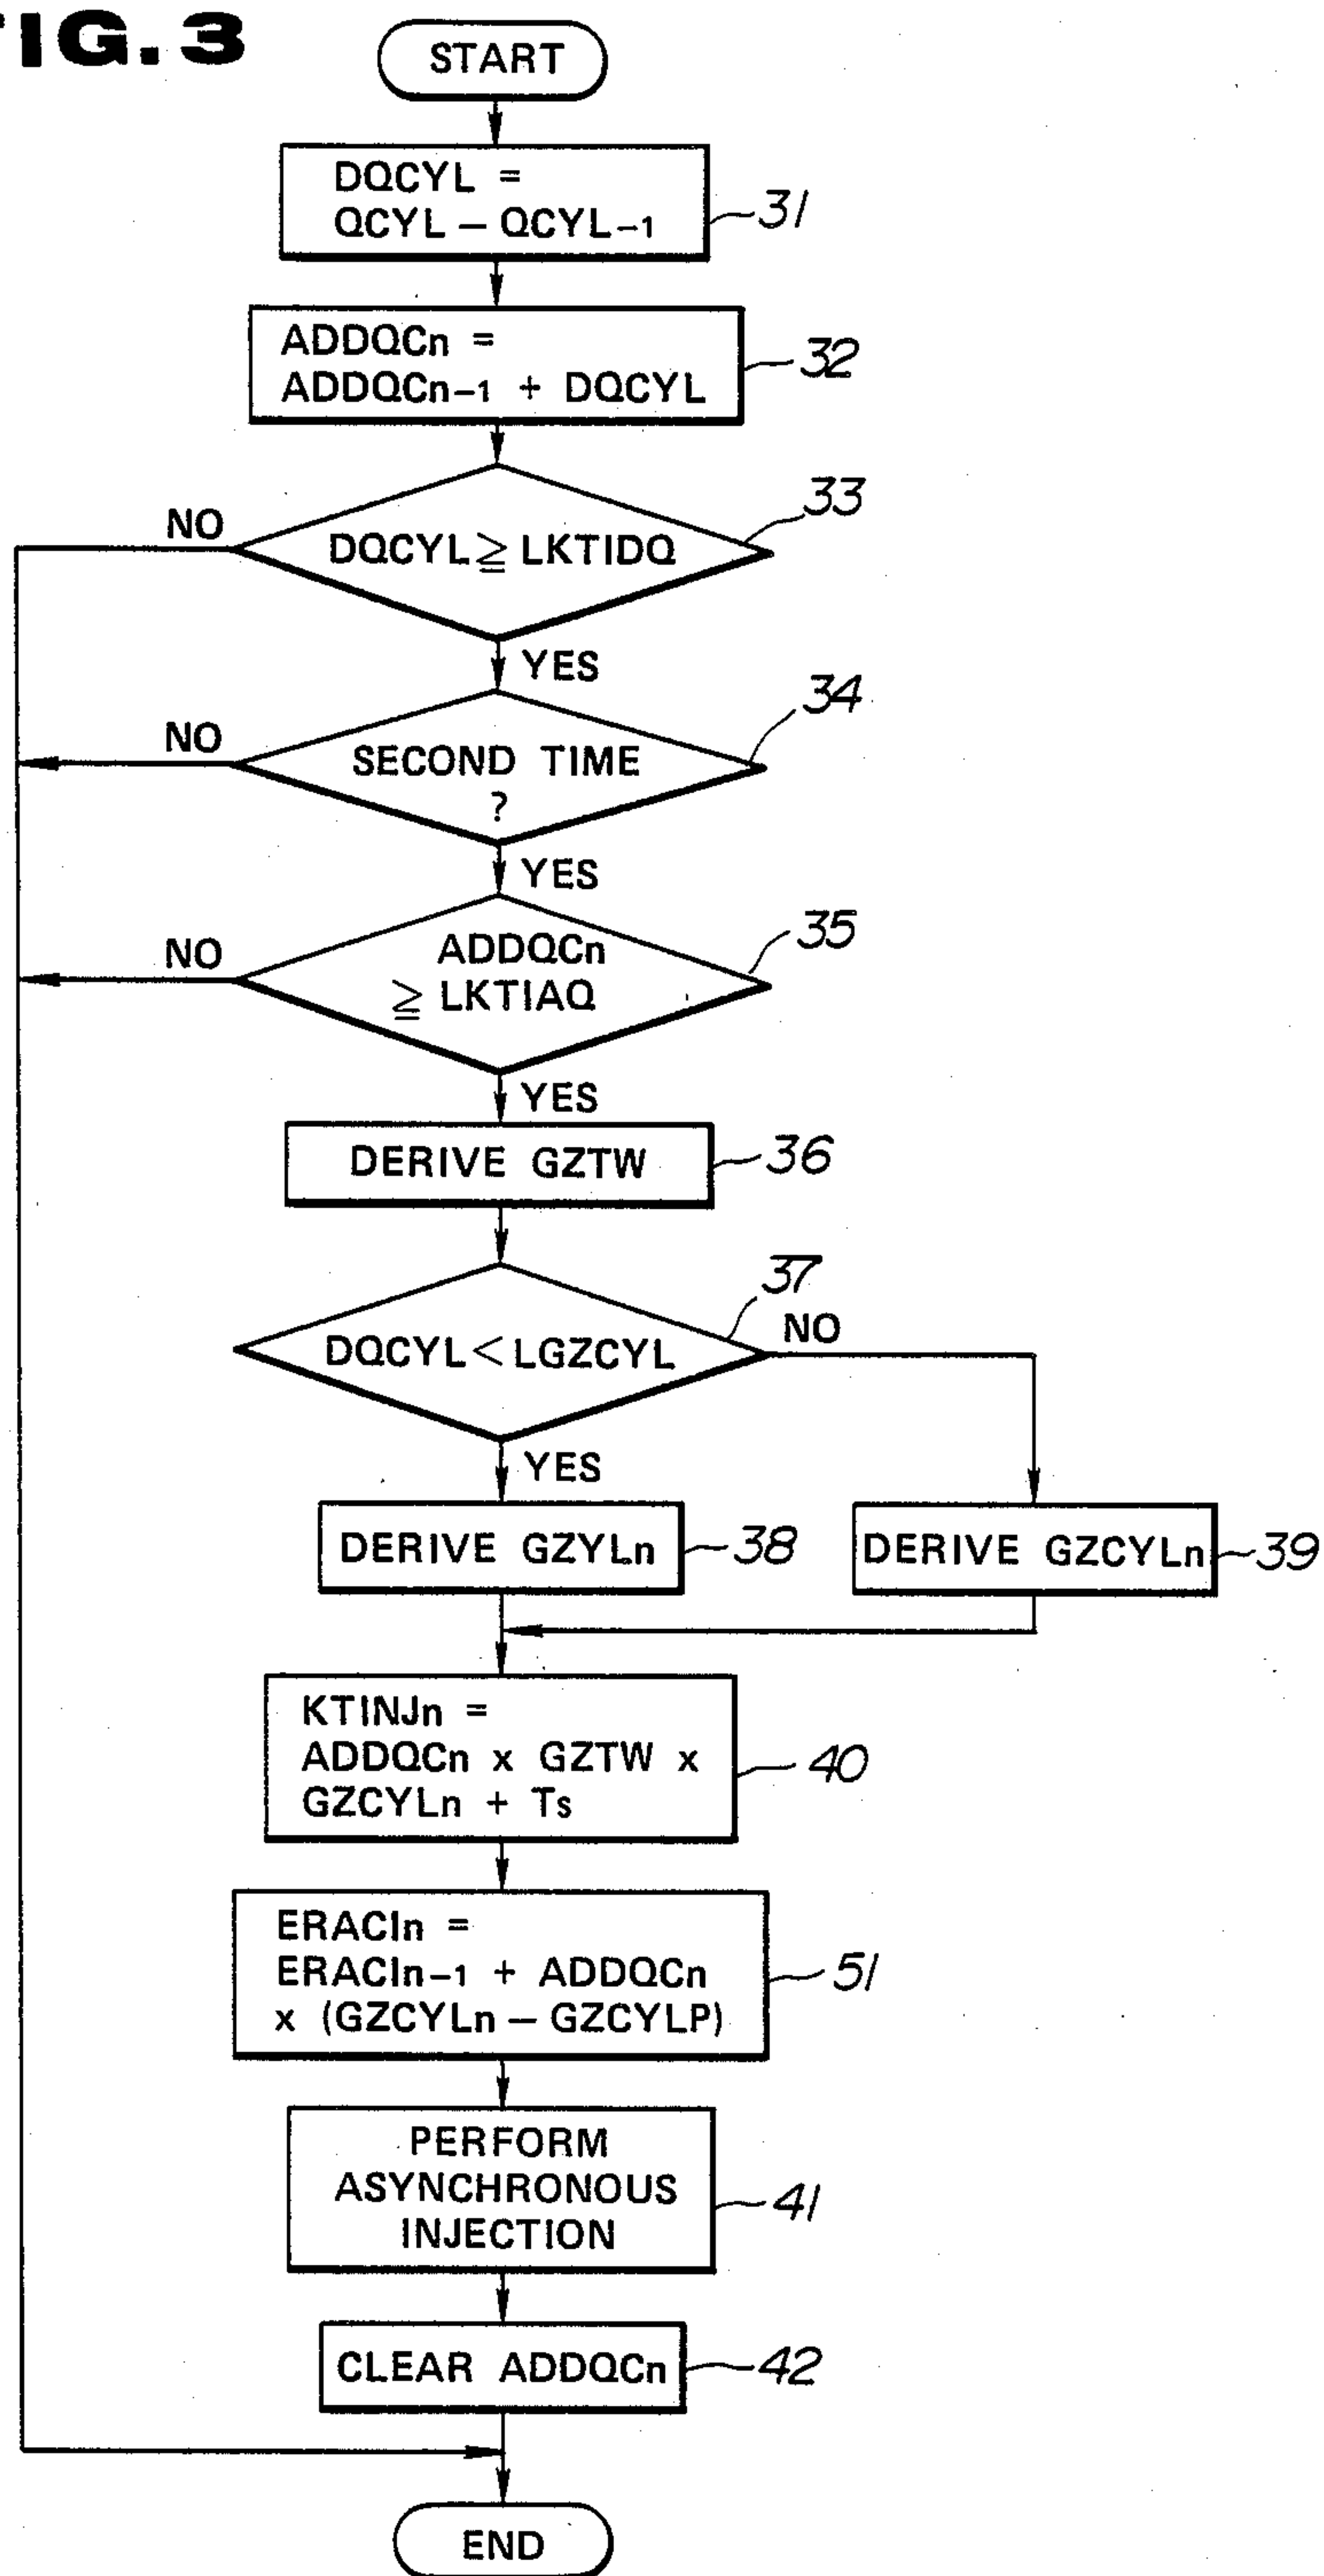 FIG. 3
START
DQCYL =
QCYL – QCYL-1
31
ADDQCn =
ADDQCn-1 + DQCYL
32
33
NO
DQCYL ≧ LKTIDQ
YES
34
NO
SECOND TIME
?
YES
35
NO
ADDQCn
≧ LKTIAQ
YES
DERIVE GZTW
36
37
NO
DQCYL < LGZCYL
YES
DERIVE GZYLn
38
DERIVE GZCYLn
39
KTINJn =
ADDQCn x GZTW x
GZCYLn + Ts
40
ERACIn =
ERACIn-1 + ADDQCn
x (GZCYLn – GZCYLP)
51
PERFORM
ASYNCHRONOUS
INJECTION
41
CLEAR ADDQCn
42
END